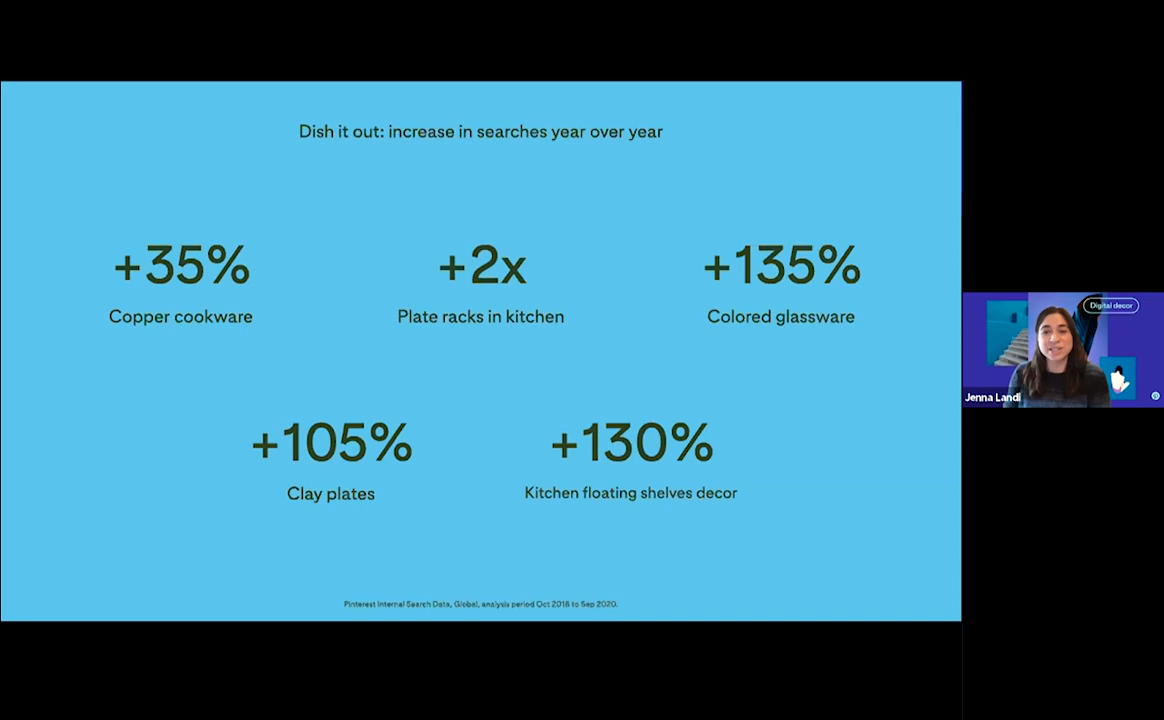 Dish it out: increase in searches year over year
+35%
+2x
+135%
Copper cookware
Plate racks in kitchen
Colored glassware
+105%
+130%
Clay plates
Kitchen floating shelves decor
Pinterest Internal Search Data, Global, analysis period Oct 2018 to Sep 2020.
Digital decor
Jenna Landi